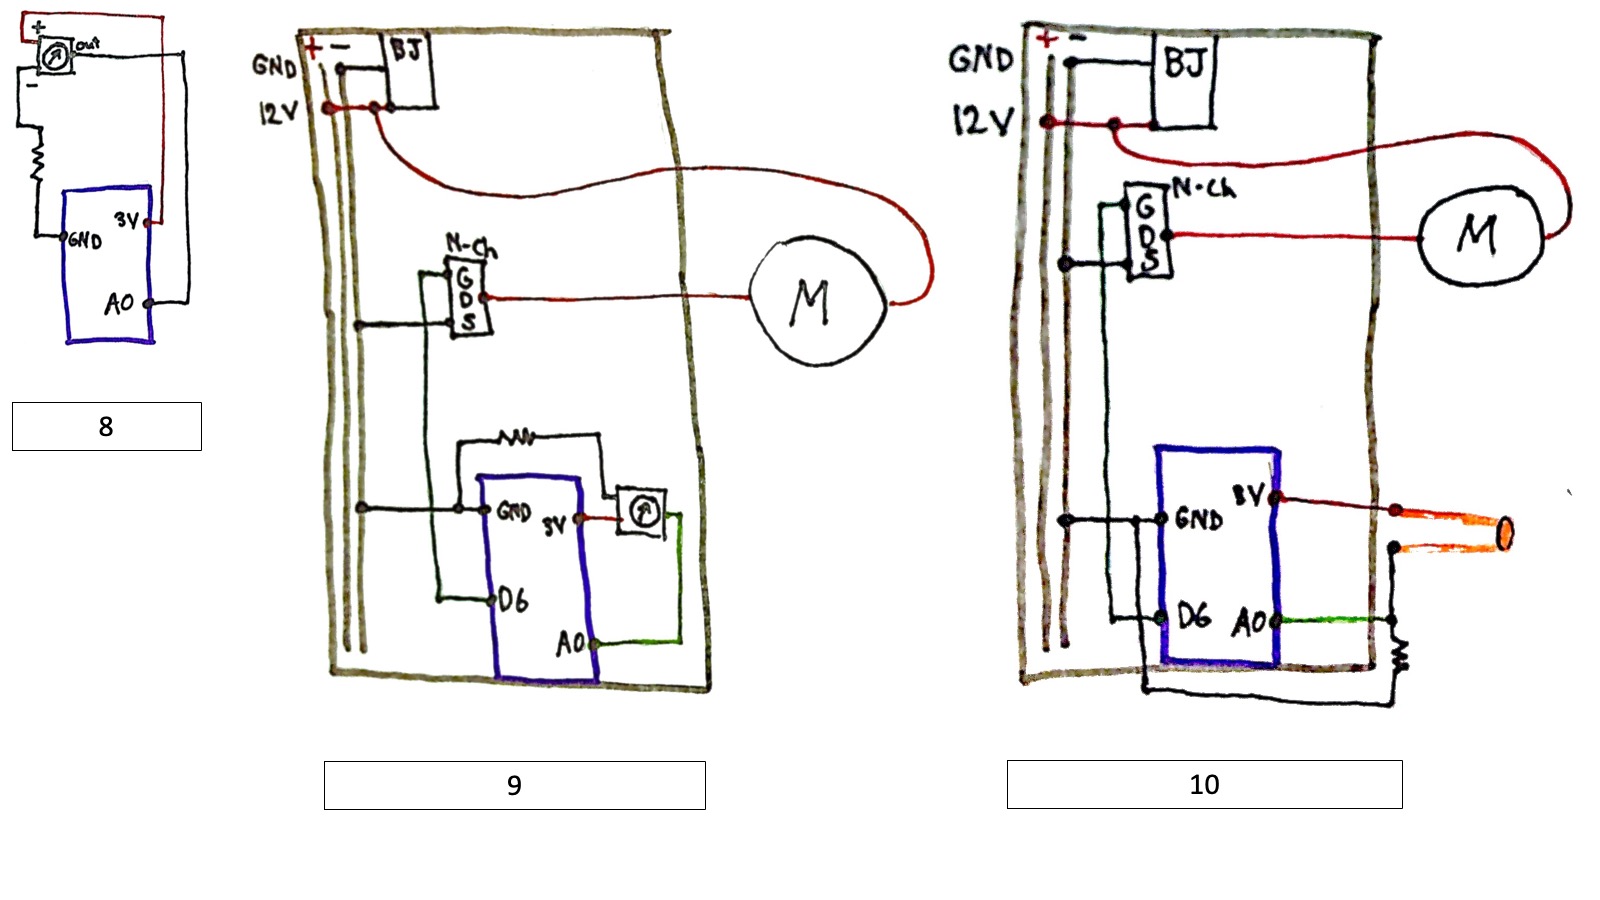 +
out
-
3V
GND
A0
8
+ -
BJ
GND
12V
N-Ch
G
D
S
M
GND
3V
D6
A0
9
+ -
GND
BJ
12V
N-Ch
G
D
S
M
3V
GND
D6
A0
10